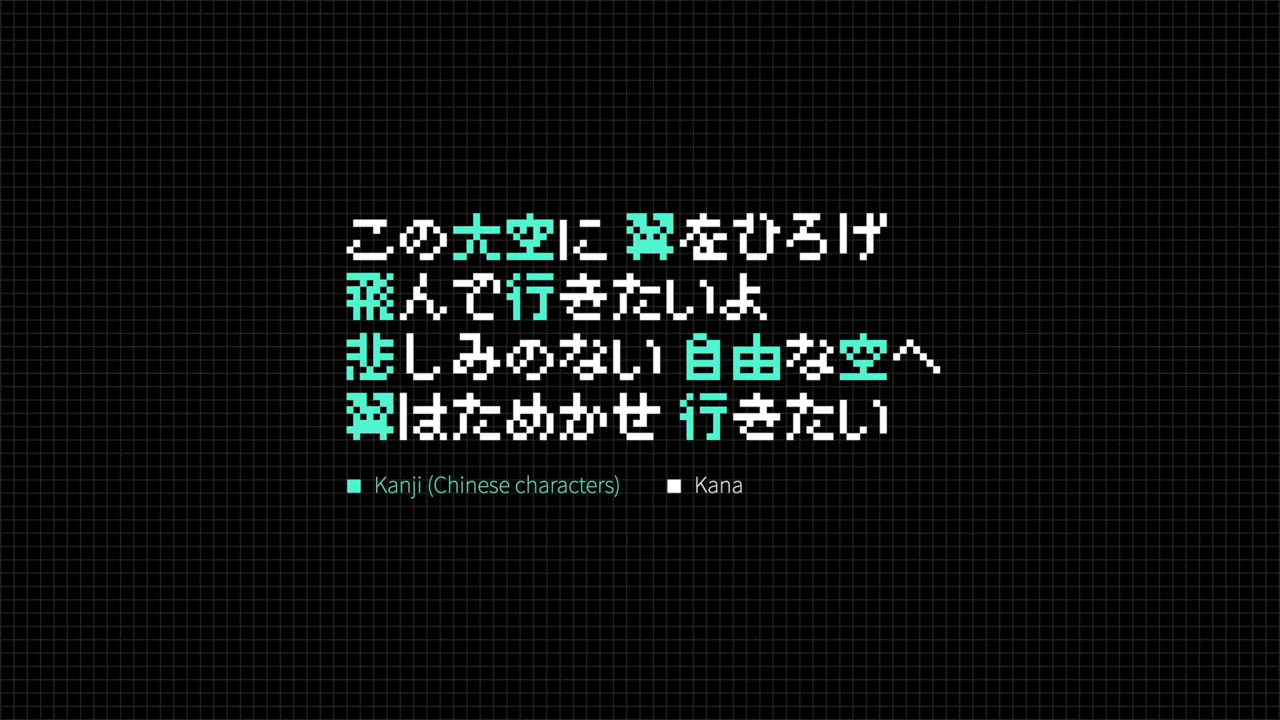 この大空に 翼をひろげ
飛んで行きたいよ
悲しみのない 自由な空へ
翼はためかせ 行きたい
Kanji (Chinese characters) Kana